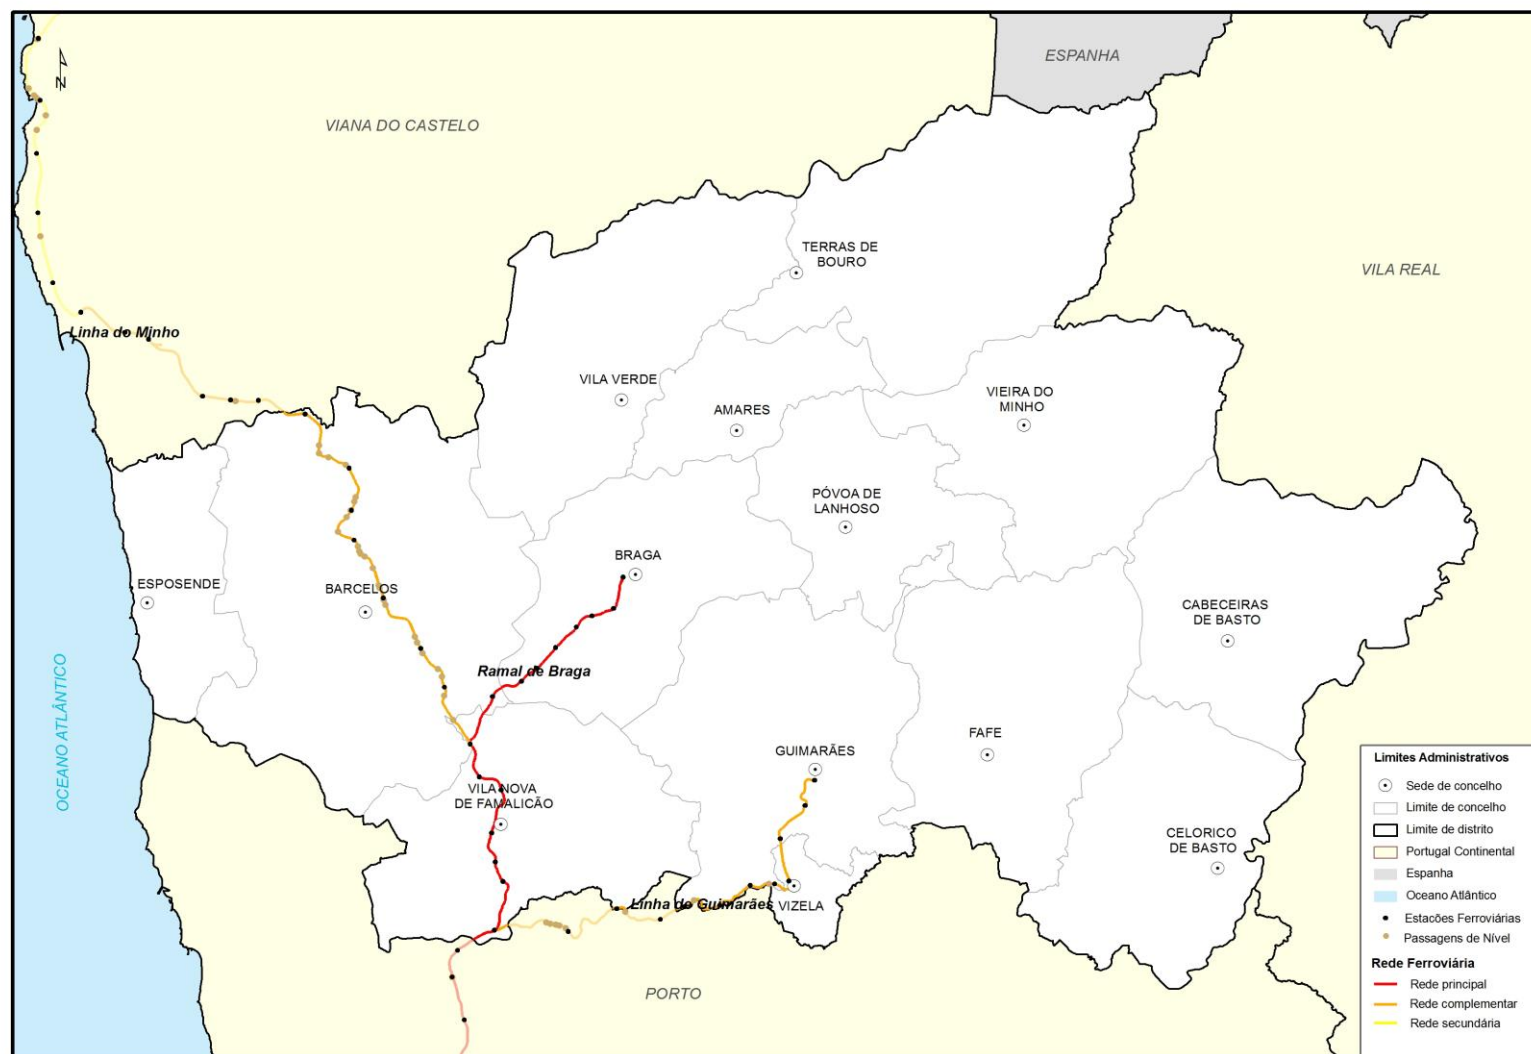 ESPANHA
N
VIANA DO CASTELO
TERRAS DE
BOURO
VILA REAL
Linha do Minho
VILA VERDE
VIEIRA DO
MINHO
AMARES
PÓVOA DE
LANHOSO
BRAGA
ESPOSENDE
BARCELOS
CABECEIRAS
DE BASTO
Ramal de Braga
OCEANO ATLÂNTICO
FAFE
GUIMARÃES
VILA NOVA
DE FAMALICÃO
CELORICO
DE BASTO
Linha de Guimarães
VIZELA
PORTO
Limites Administrativos
Sede de concelho
Limite de concelho
Limite de distrito
Portugal Continental
Espanha
Oceano Atlântico
Estacões Ferroviárias
Passagens de Nível
Rede Ferroviária
Rede principal
Rede complementar
Rede secundária